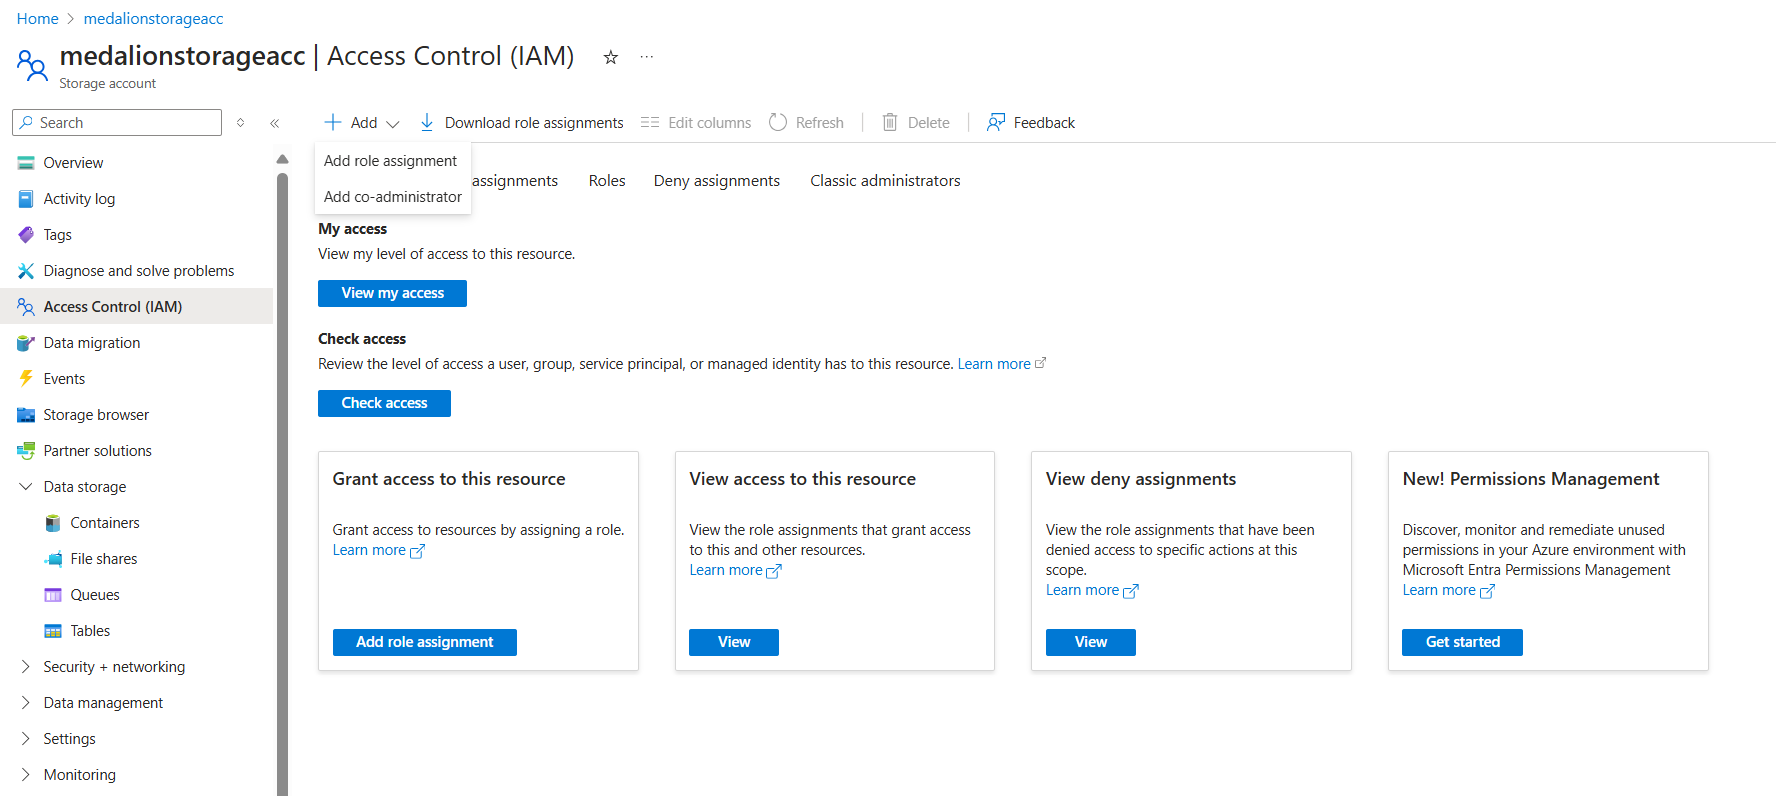 Home > medalionstorageacc
medalionstorageacc | Access Control (IAM)
Storage account
Search
Add
Download role assignments
Edit columns
Refresh
Delete
Feedback
Add role assignment
Add co-administrator
assignments
Roles
Deny assignments
Classic administrators
Overview
Activity log
Tags
Diagnose and solve problems
Access Control (IAM)
Data migration
Events
Storage browser
Partner solutions
Data storage
Containers
File shares
Queues
Tables
Security + networking
Data management
Settings
Monitoring
My access
View my level of access to this resource.
View my access
Check access
Review the level of access a user, group, service principal, or managed identity has to this resource. Learn more
Check access
Grant access to this resource
Grant access to resources by assigning a role.
Learn more
Add role assignment
View access to this resource
View the role assignments that grant access
to this and other resources.
Learn more
View
View deny assignments
View the role assignments that have been
denied access to specific actions at this
scope.
Learn more
View
New! Permissions Management
Discover, monitor and remediate unused
permissions in your Azure environment with
Microsoft Entra Permissions Management
Learn more
Get started